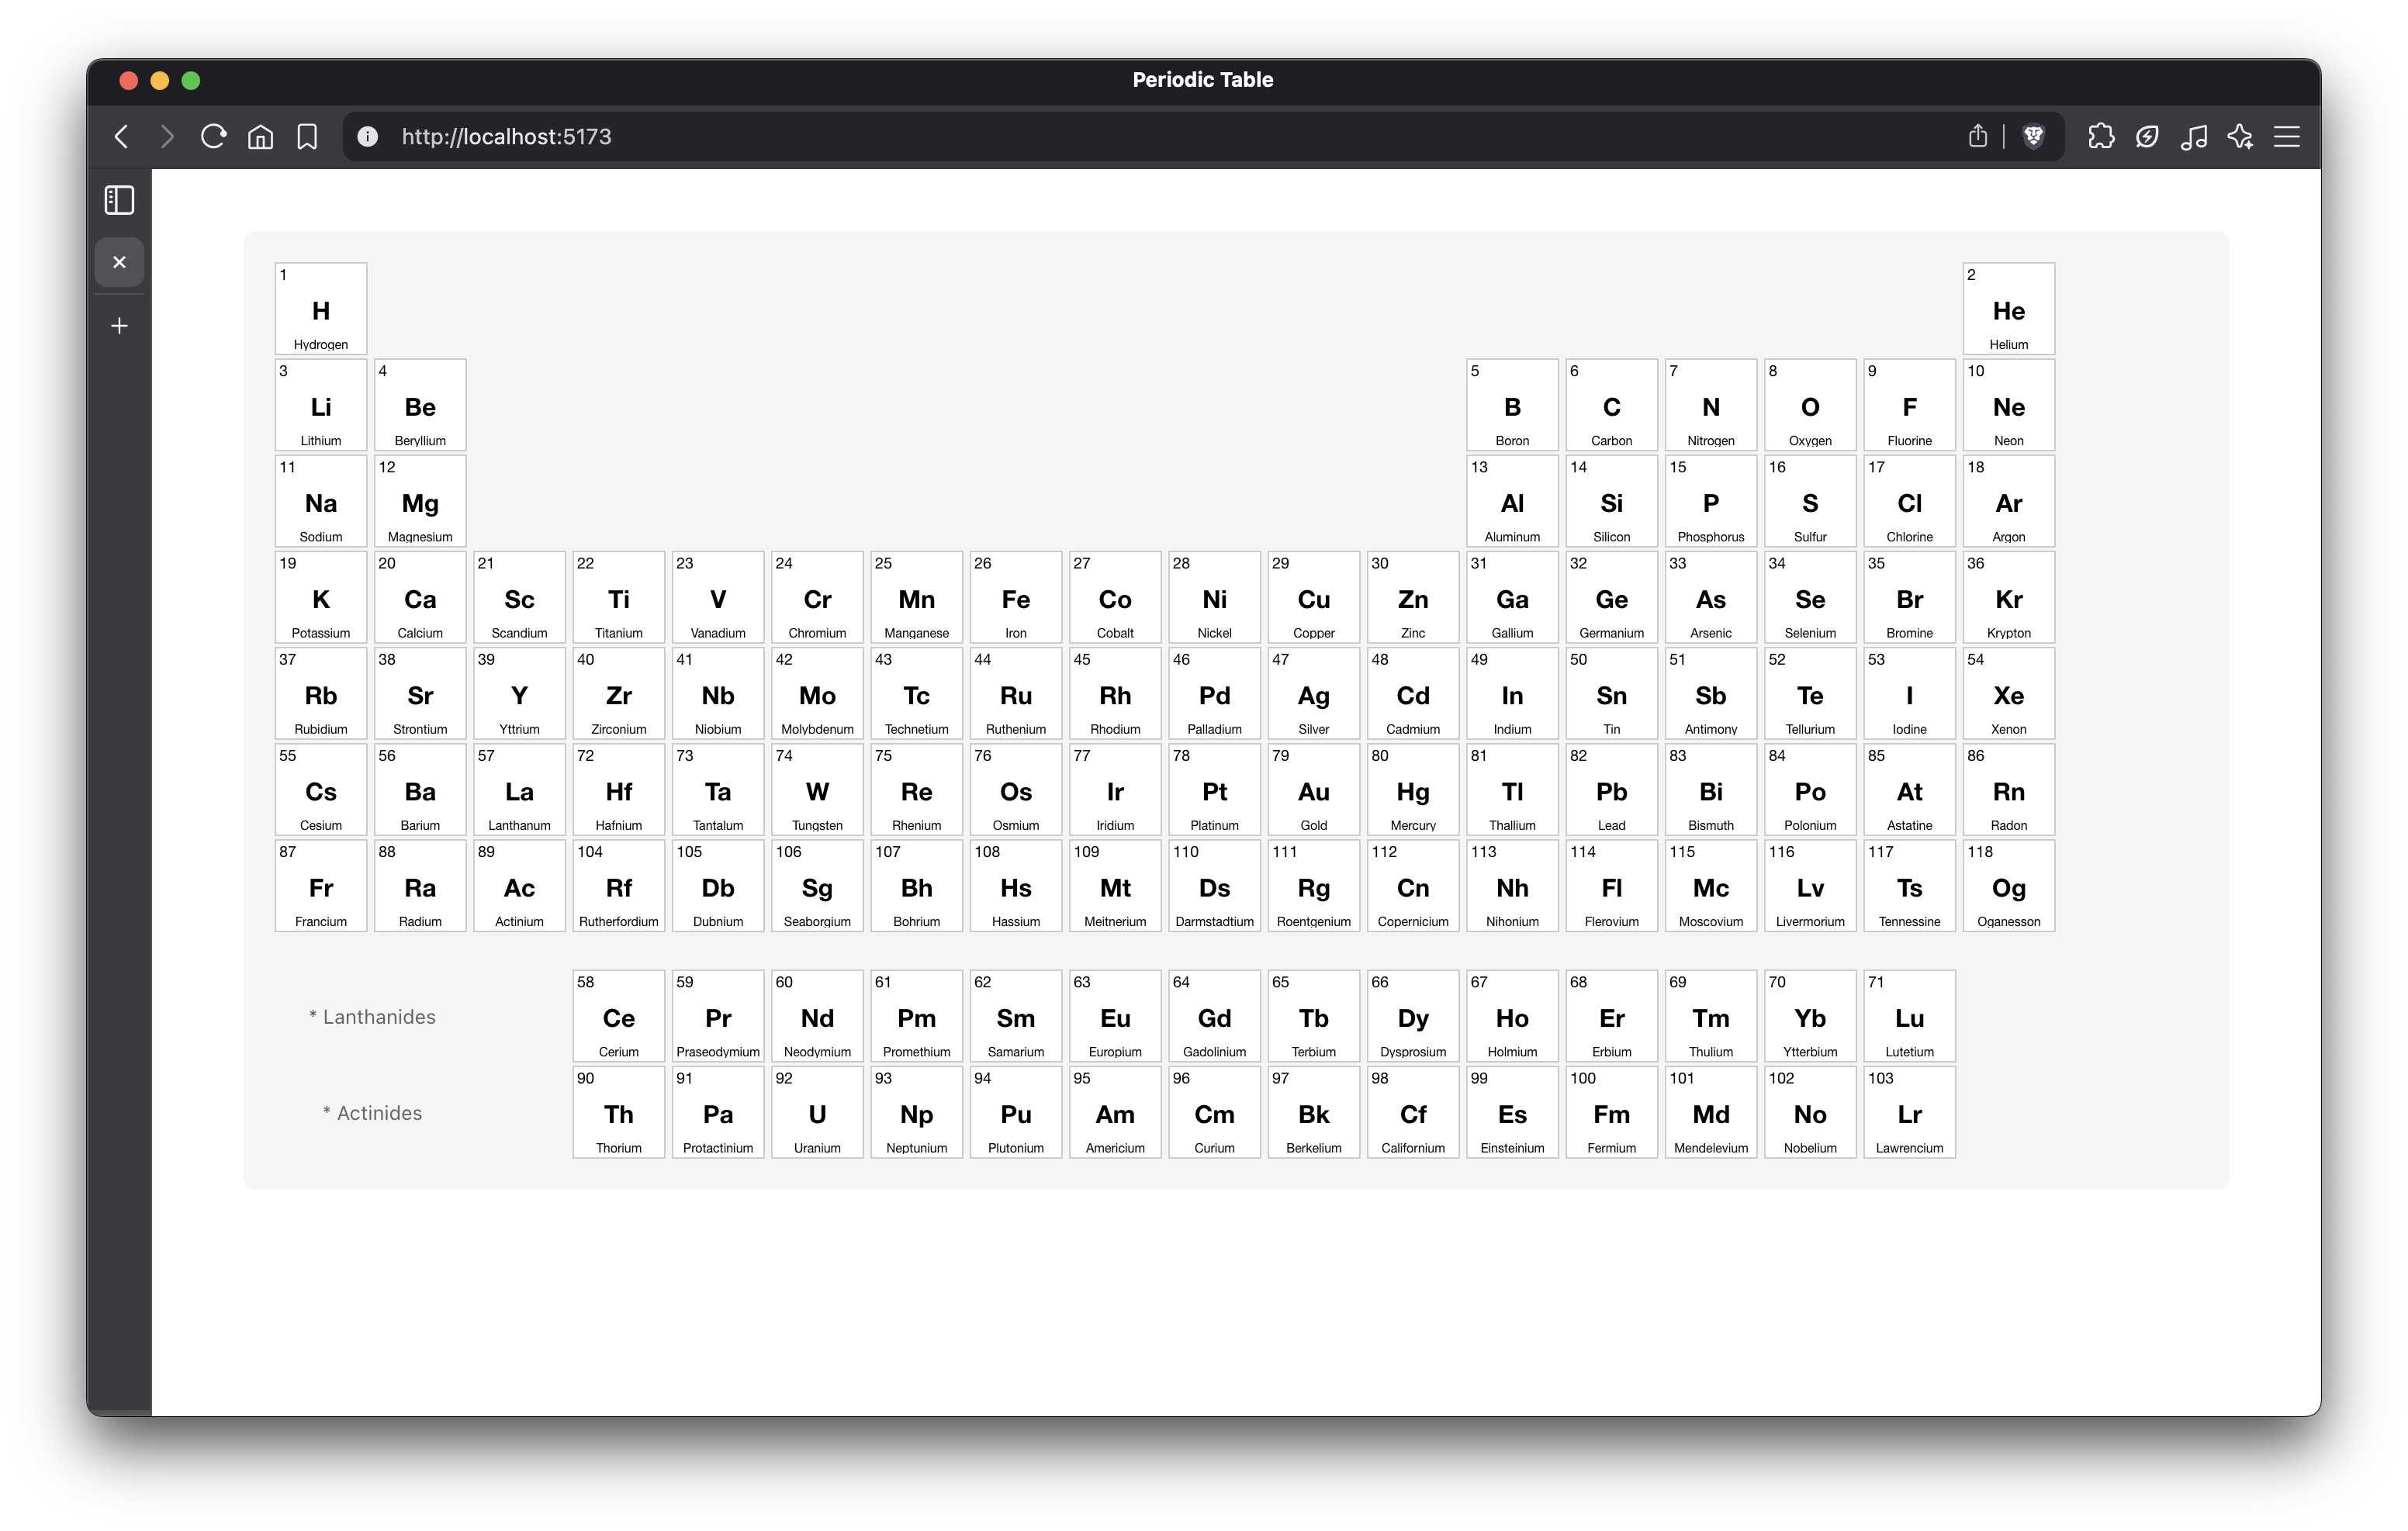 Periodic Table
http://localhost:5173
1 2
H He
Hydrogen Helium
3 4 5 6 7 8 9 10
Li Be B C N O F Ne
Lithium Beryllium Boron Carbon Nitrogen Oxygen Fluorine Neon
11 12 13 14 15 16 17 18
Na Mg Al Si P S Cl Ar
Sodium Magnesium Aluminum Silicon Phosphorus Sulfur Chlorine Argon
19 20 21 22 23 24 25 26 27 28 29 30 31 32 33 34 35 36
K Ca Sc Ti V Cr Mn Fe Co Ni Cu Zn Ga Ge As Se Br Kr
Potassium Calcium Scandium Titanium Vanadium Chromium Manganese Iron Cobalt Nickel Copper Zinc Gallium Germanium Arsenic Selenium Bromine Krypton
37 38 39 40 41 42 43 44 45 46 47 48 49 50 51 52 53 54
Rb Sr Y Zr Nb Mo Tc Ru Rh Pd Ag Cd In Sn Sb Te I Xe
Rubidium Strontium Yttrium Zirconium Niobium Molybdenum Technetium Ruthenium Rhodium Palladium Silver Cadmium Indium Tin Antimony Tellurium Iodine Xenon
55 56 57 72 73 74 75 76 77 78 79 80 81 82 83 84 85 86
Cs Ba La Hf Ta W Re Os Ir Pt Au Hg Tl Pb Bi Po At Rn
Cesium Barium Lanthanum Hafnium Tantalum Tungsten Rhenium Osmium Iridium Platinum Gold Mercury Thallium Lead Bismuth Polonium Astatine Radon
87 88 89 104 105 106 107 108 109 110 111 112 113 114 115 116 117 118
Fr Ra Ac Rf Db Sg Bh Hs Mt Ds Rg Cn Nh Fl Mc Lv Ts Og
Francium Radium Actinium Rutherfordium Dubnium Seaborgium Bohrium Hassium Meitnerium Darmstadtium Roentgenium Copernicium Nihonium Flerovium Moscovium Livermorium Tennessine Oganesson
58 59 60 61 62 63 64 65 66 67 68 69 70 71
* Lanthanides Ce Pr Nd Pm Sm Eu Gd Tb Dy Ho Er Tm Yb Lu
Cerium Praseodymium Neodymium Promethium Samarium Europium Gadolinium Terbium Dysprosium Holmium Erbium Thulium Ytterbium Lutetium
90 91 92 93 94 95 96 97 98 99 100 101 102 103
* Actinides Th Pa U Np Pu Am Cm Bk Cf Es Fm Md No Lr
Thorium Protactinium Uranium Neptunium Plutonium Americium Curium Berkelium Californium Einsteinium Fermium Mendelevium Nobelium Lawrencium